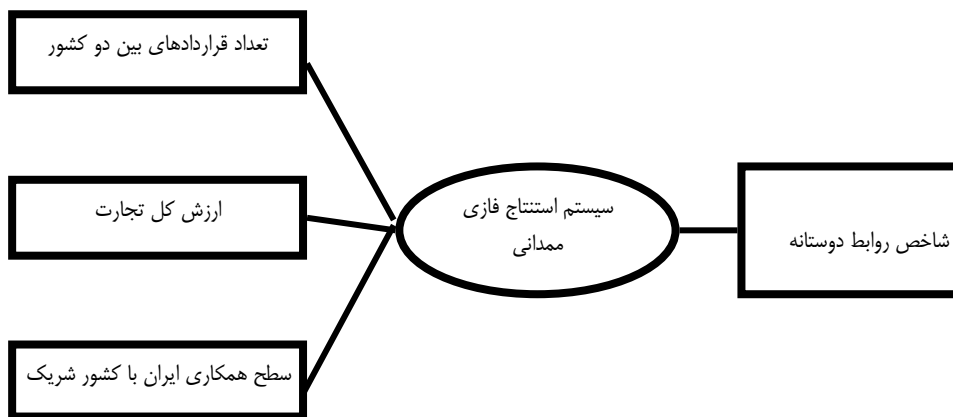 تعداد قراردادهای بین دو کشور
ارزش کل تجارت
سطح همکاری ایران با کشور شریک
سیستم استنتاج فازی
ممدانی
شاخص روابط دوستانه